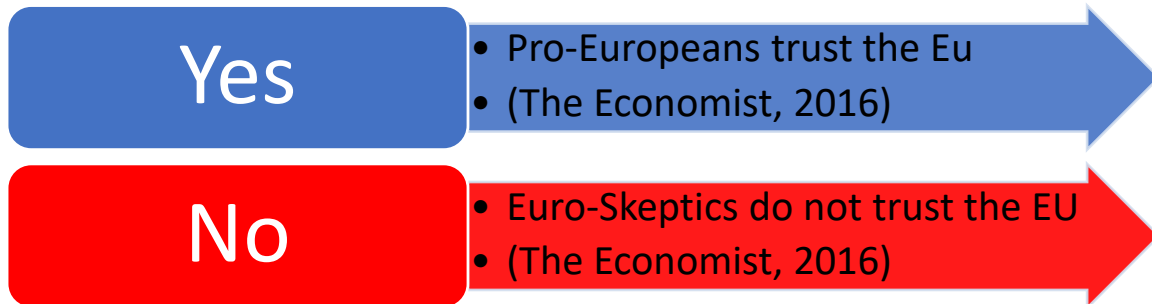 Yes
• Pro-Europeans trust the Eu
• (The Economist, 2016)
No
• Euro-Skeptics do not trust the EU
• (The Economist, 2016)